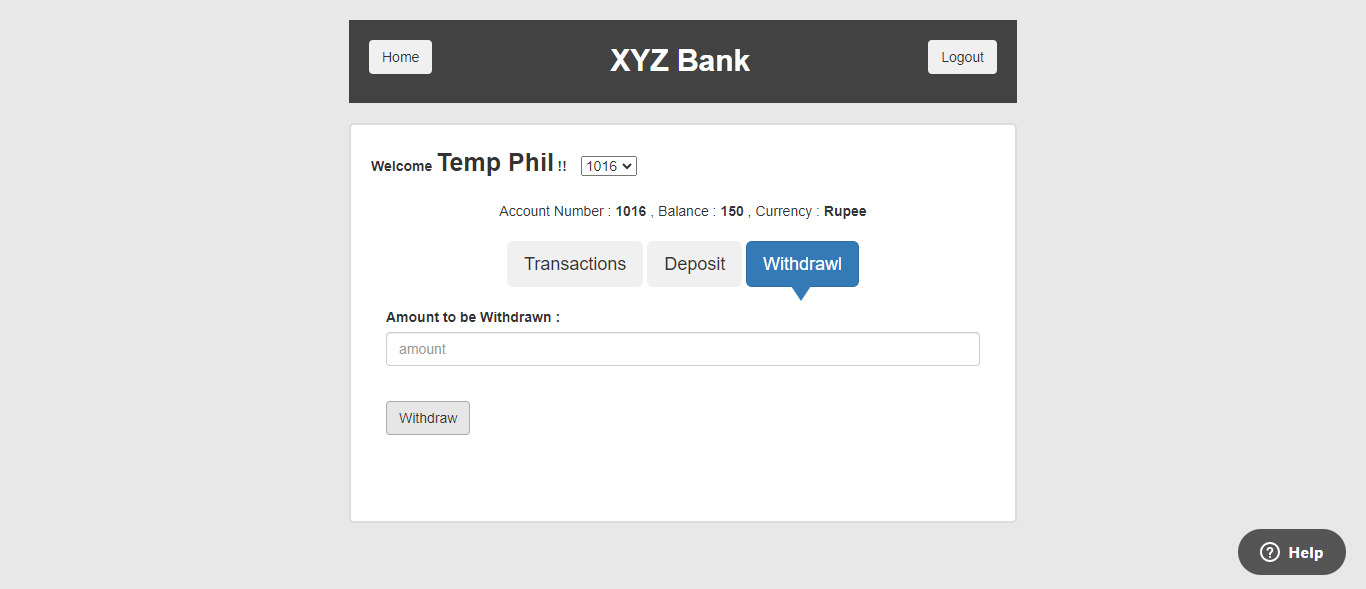 Home
XYZ Bank
Logout
Welcome Temp Phil !! 1016
Account Number : 1016 , Balance : 150 , Currency : Rupee
Transactions
Deposit
Withdrawl
Amount to be Withdrawn :
amount
Withdraw
Help